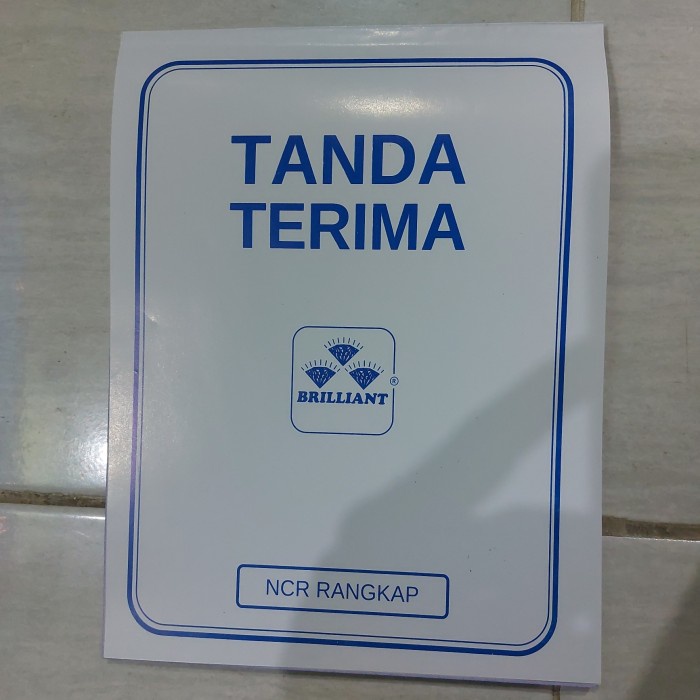 TANDA
TERIMA
BRILLIANT ®
NCR RANGKAP